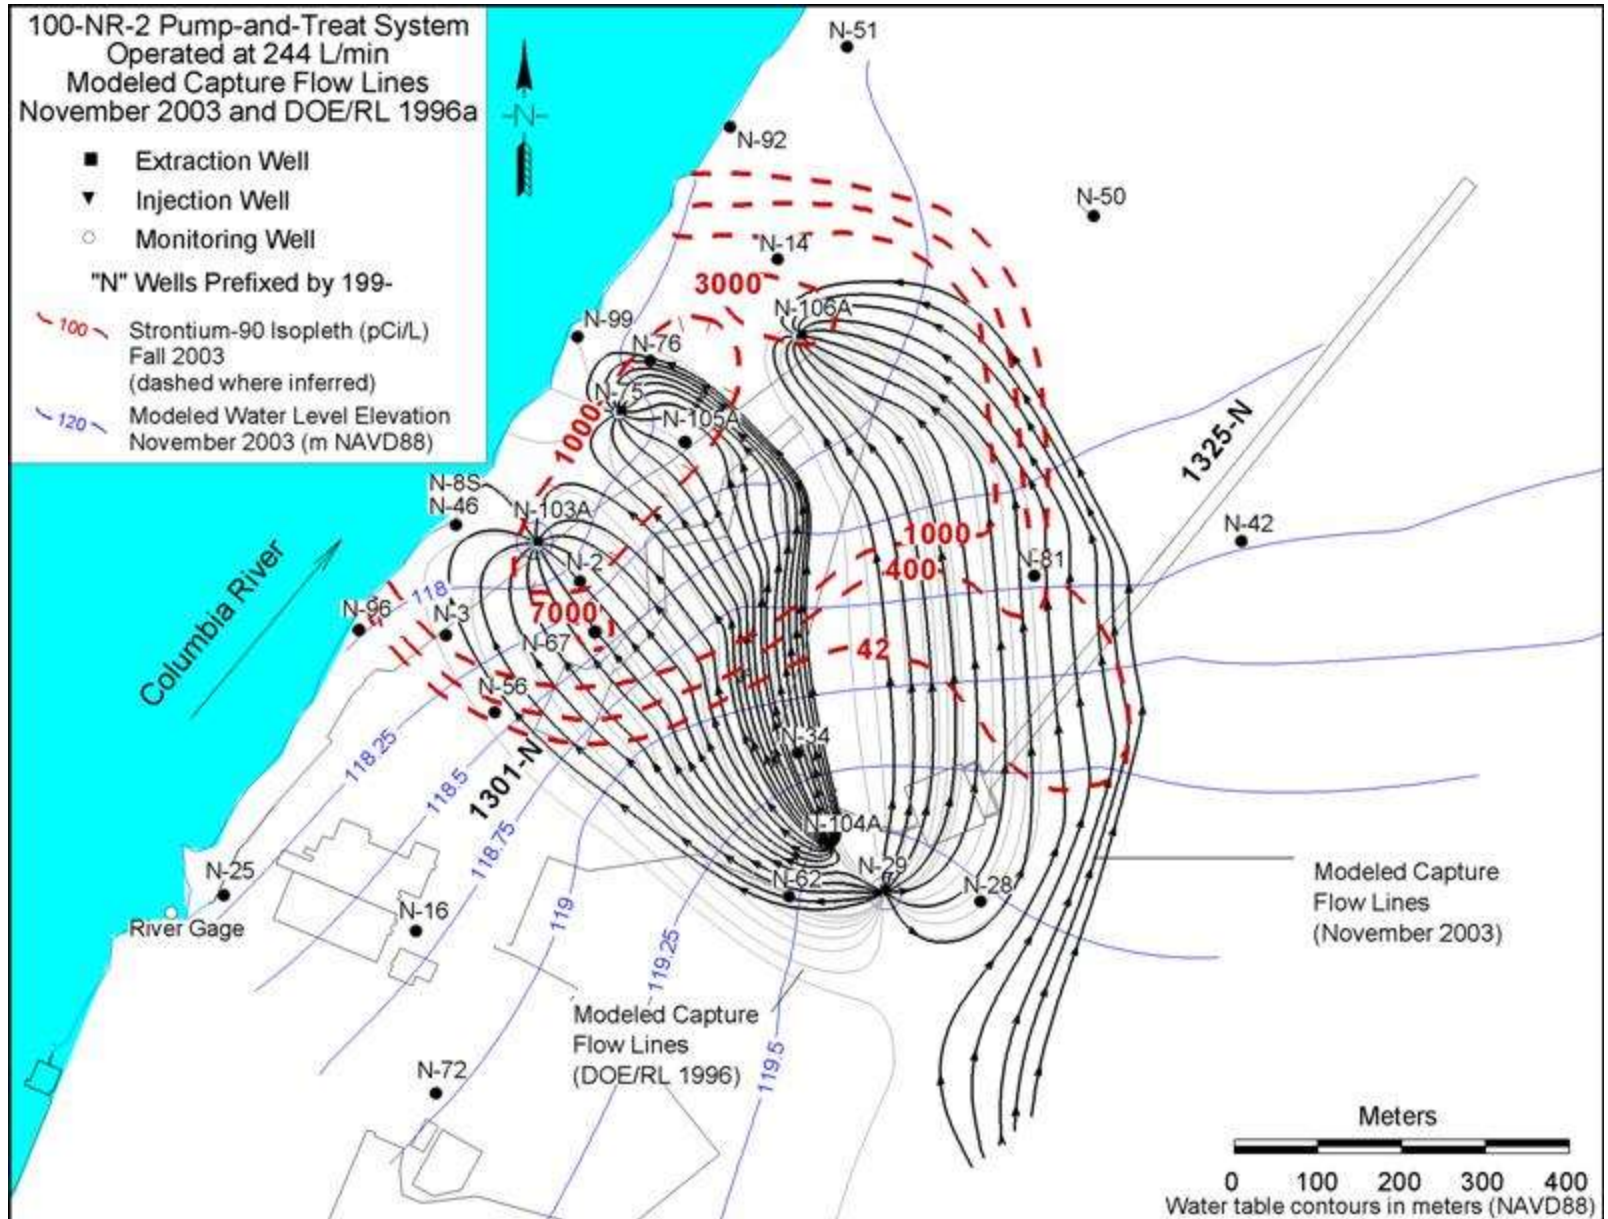 100-NR-2 Pump-and-Treat System
Operated at 244 L/min
Modeled Capture Flow Lines
November 2003 and DOE/RL 1996a
Extraction Well
Injection Well
Monitoring Well
"N" Wells Prefixed by 199-
100
Strontium-90 Isopleth (pCi/L)
Fall 2003
(dashed where inferred)
120
Modeled Water Level Elevation
November 2003 (m NAVD88)
N
N-51
N-92
N-50
N-14
3000
N-106A
N-99
N-76
N-75
N-105A
1000
1325-N
N-8S
N-46
N-103A
N-42
1000
400
N-81
N-2
Columbia River
118
N-96
N-3
7000
N-67
42
N-56
N-34
118.25
118.5
1301-N
118.75
N-104A
N-29
N-62
N-28
N-25
River Gage
N-16
119
119.25
119.5
Modeled Capture
Flow Lines
(November 2003)
Modeled Capture
Flow Lines
(DOE/RL 1996)
N-72
Meters
0 100 200 300 400
Water table contours in meters (NAVD88)